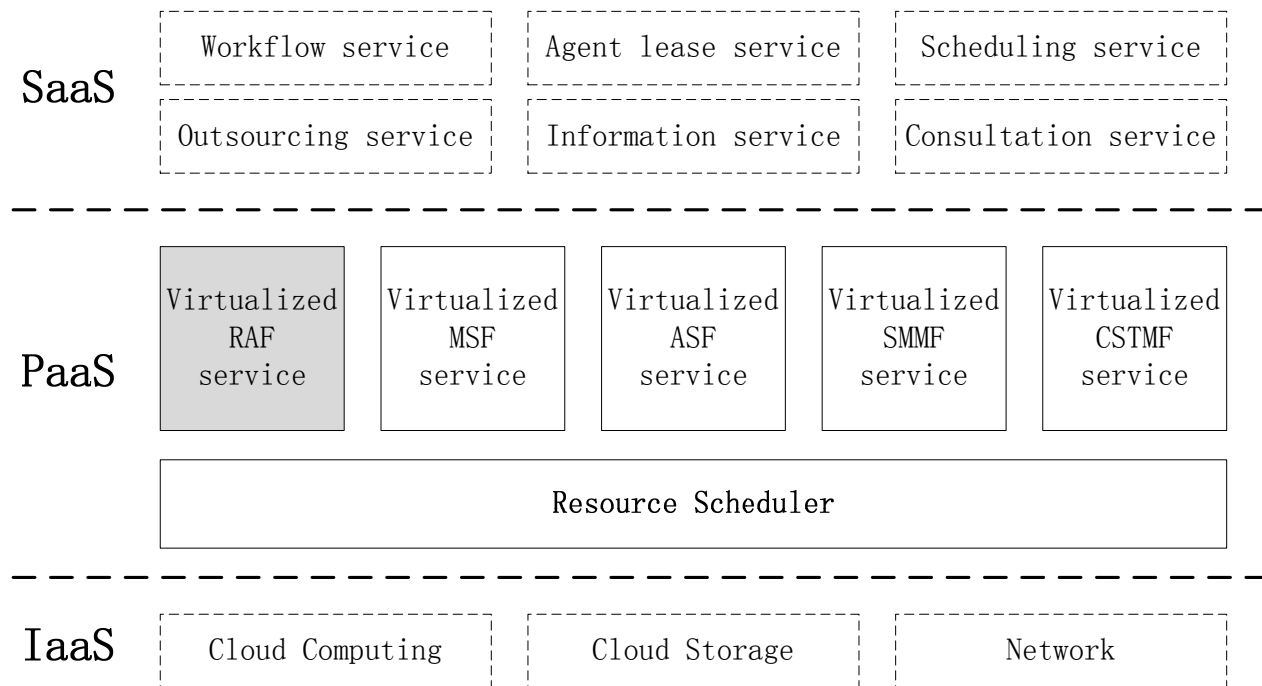 Workflow service
Agent lease service
Scheduling service
SaaS
Outsourcing service
Information service
Consultation service
Virtualized
RAF
service
Virtualized
MSF
service
Virtualized
ASF
service
Virtualized
SMMF
service
Virtualized
CSTMF
service
PaaS
Resource Scheduler
IaaS
Cloud Computing
Cloud Storage
Network